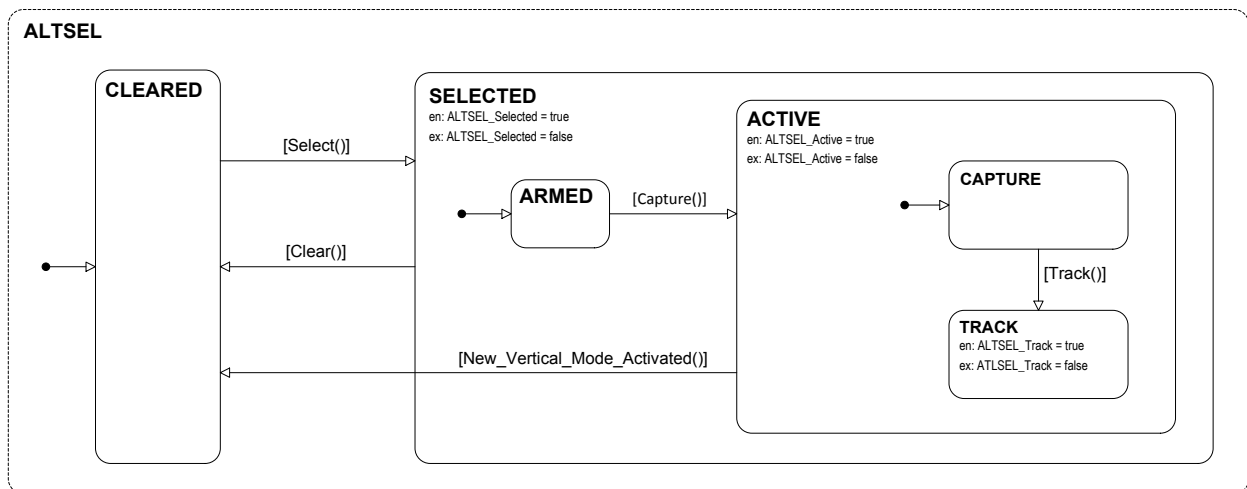 ALTSEL
CLEARED
[Select()]
[Clear()]
[New_Vertical_Mode_Activated()]
SELECTED
en: ALTSEL_Selected = true
ex: ALTSEL_Selected = false
ARMED
[Capture()]
ACTIVE
en: ALTSEL_Active = true
ex: ALTSEL_Active = false
CAPTURE
[Track()]
TRACK
en: ALTSEL_Track = true
ex: ATLSEL_Track = false